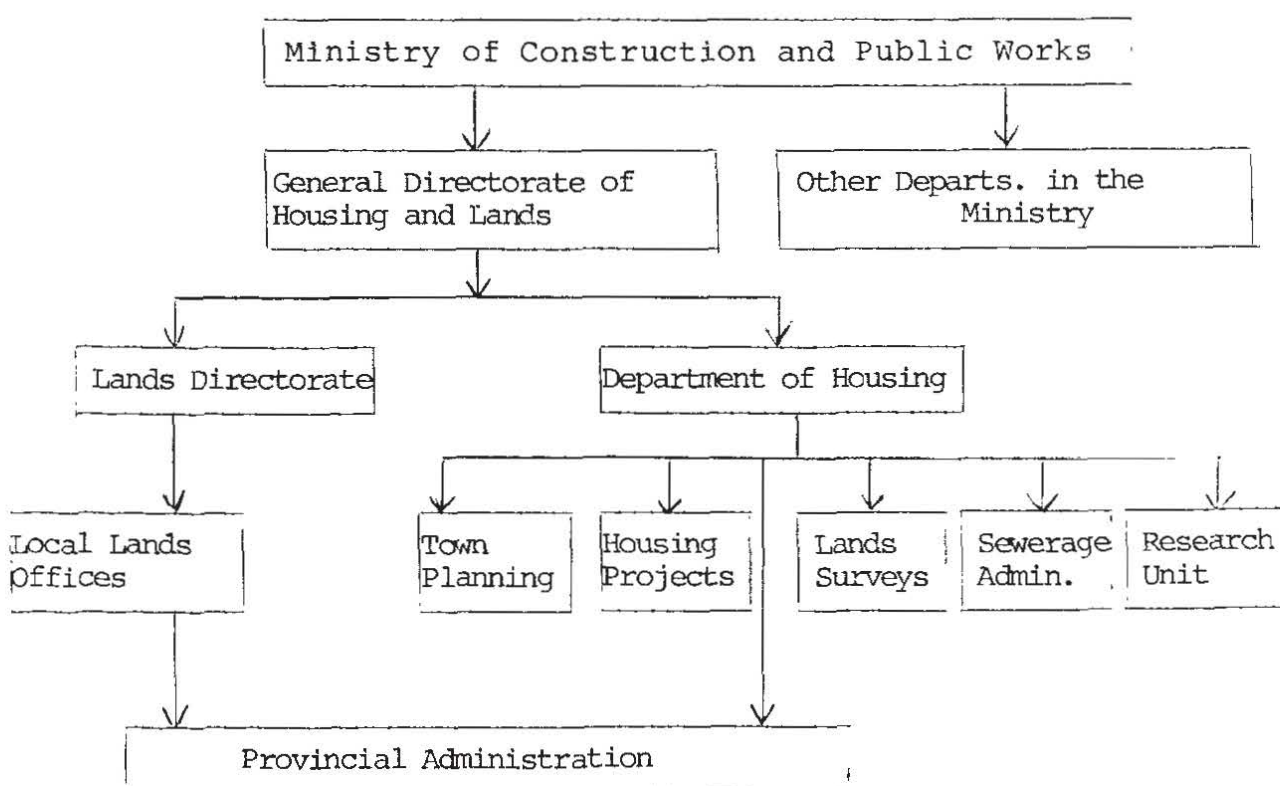 Ministry of Construction and Public Works
General Directorate of
Housing and Lands
Other Departs. in the
Ministry
Lands Directorate
Department of Housing
Local Lands
Offices
Town
Planning
Housing
Projects
Lands
Surveys
Sewerage
Admin.
Research
Unit
Provincial Administration